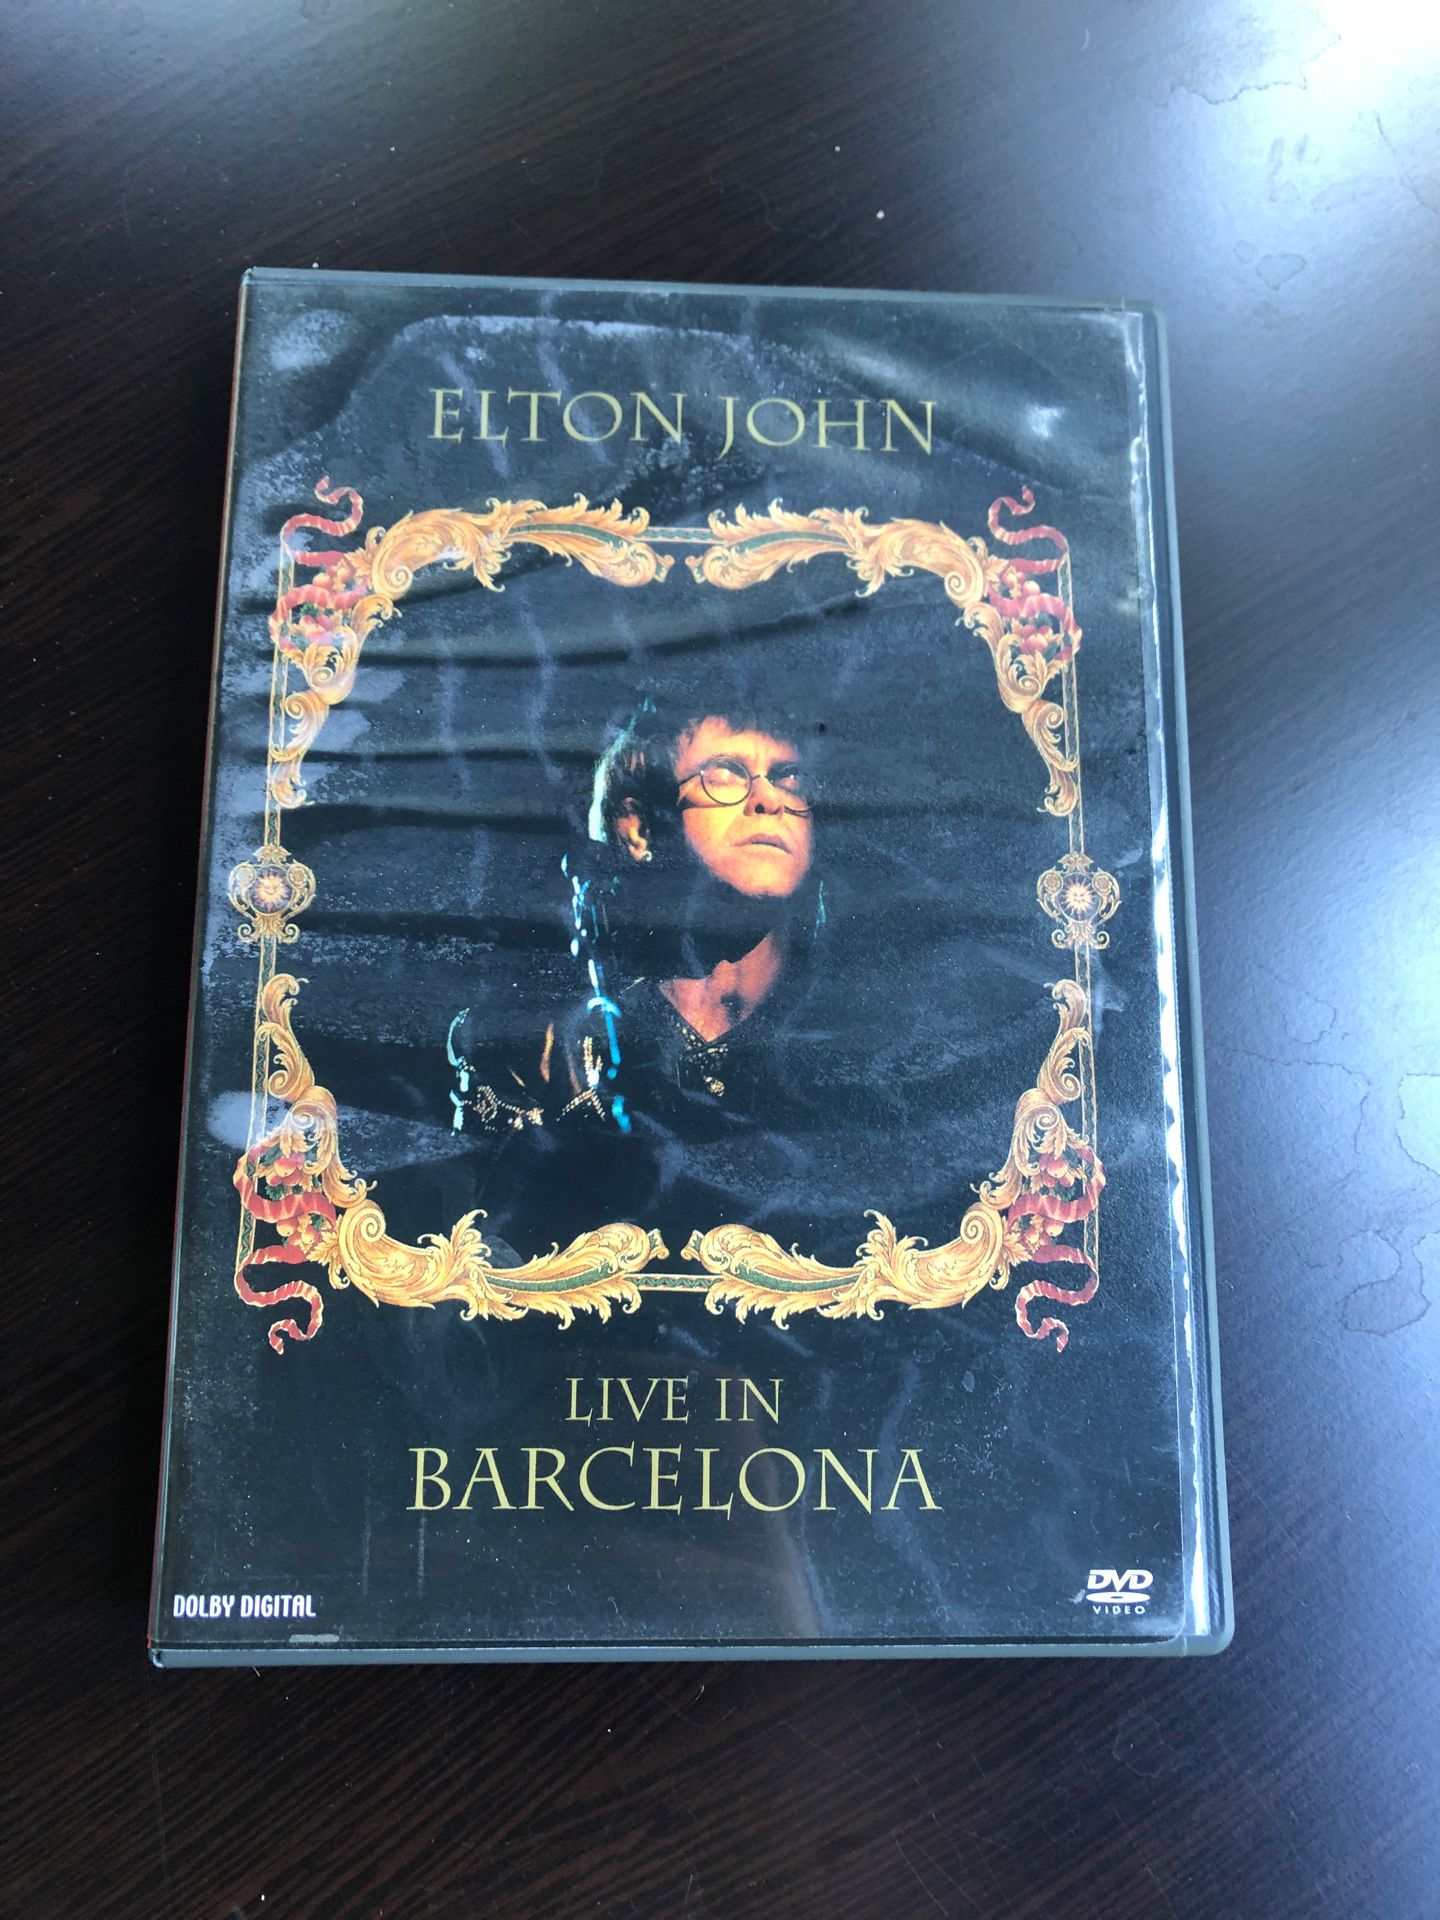 ELTON JOHN
LIVE IN
BARCELONA
DOLBY DIGITAL
DVD
VIDEO